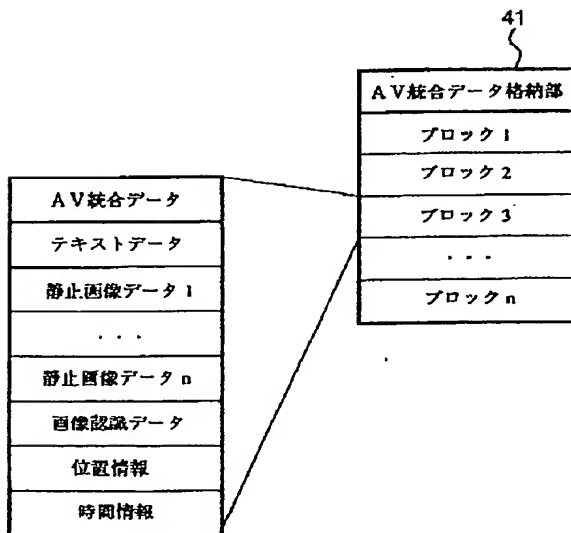 41
AV統合データ格納部
ブロック1
ブロック2
ブロック3
・・・
ブロックn
AV統合データ
テキストデータ
静止画像データ1
・・・
静止画像データn
画像認識データ
位置情報
時間情報